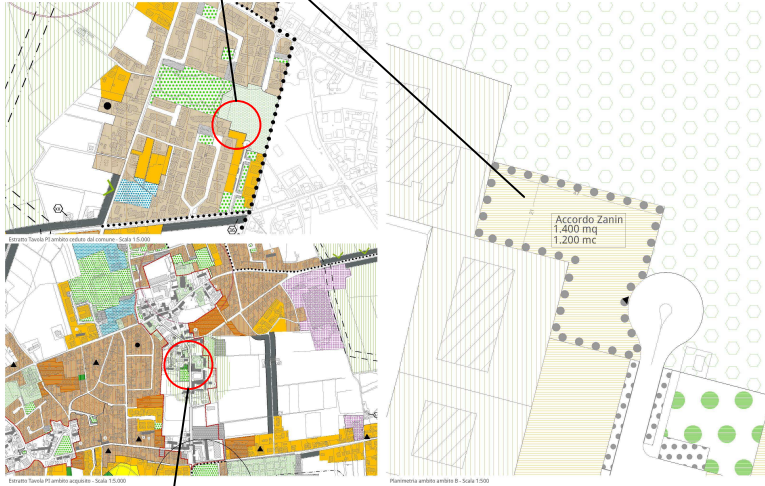 Estratto Tavola PI ambito ceduto dal comune - Scala 1:5.000
Accordo Zanin
1.400 mq
1.200 mc
Estratto Tavola PI ambito acquisito - Scala 1:5.000
Planimetria ambito ambito B - Scala 1:500